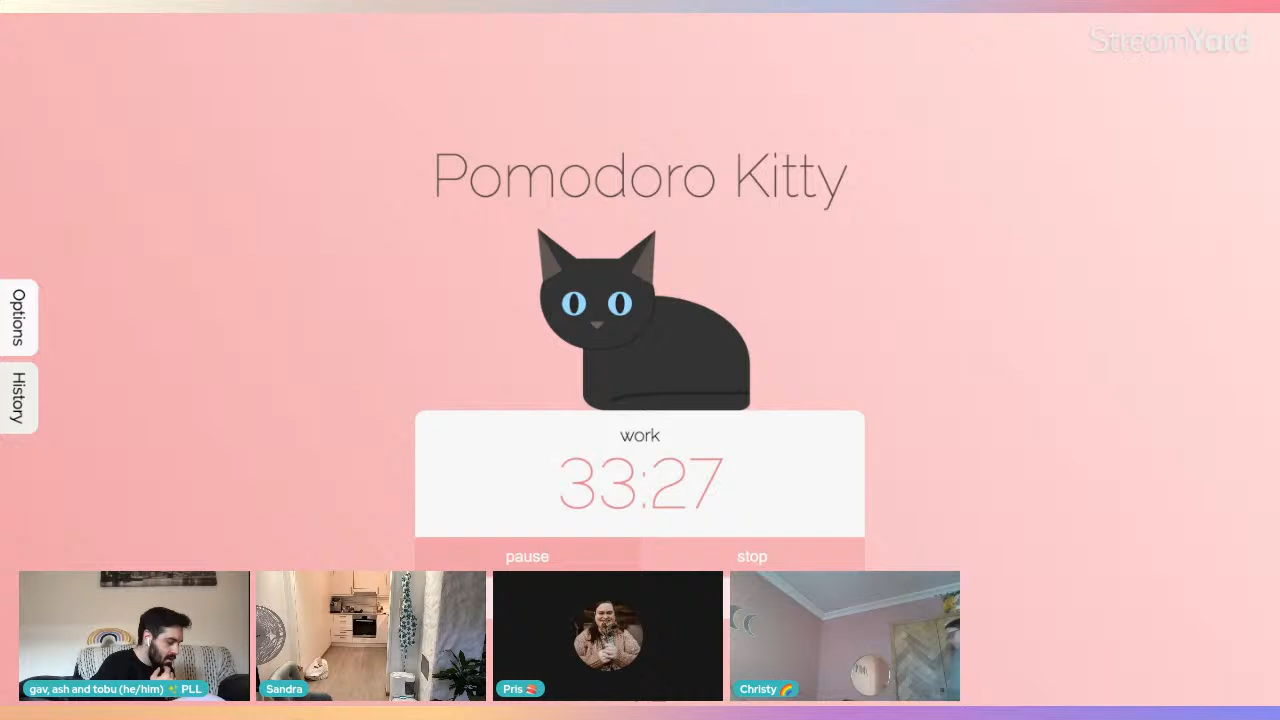 StreamYard
Pomodoro Kitty
Options
History
work
33:27
pause
stop
gav, ash and tobu (he/him) ✨ PLL
Sandra
Pris
Christy 🌈